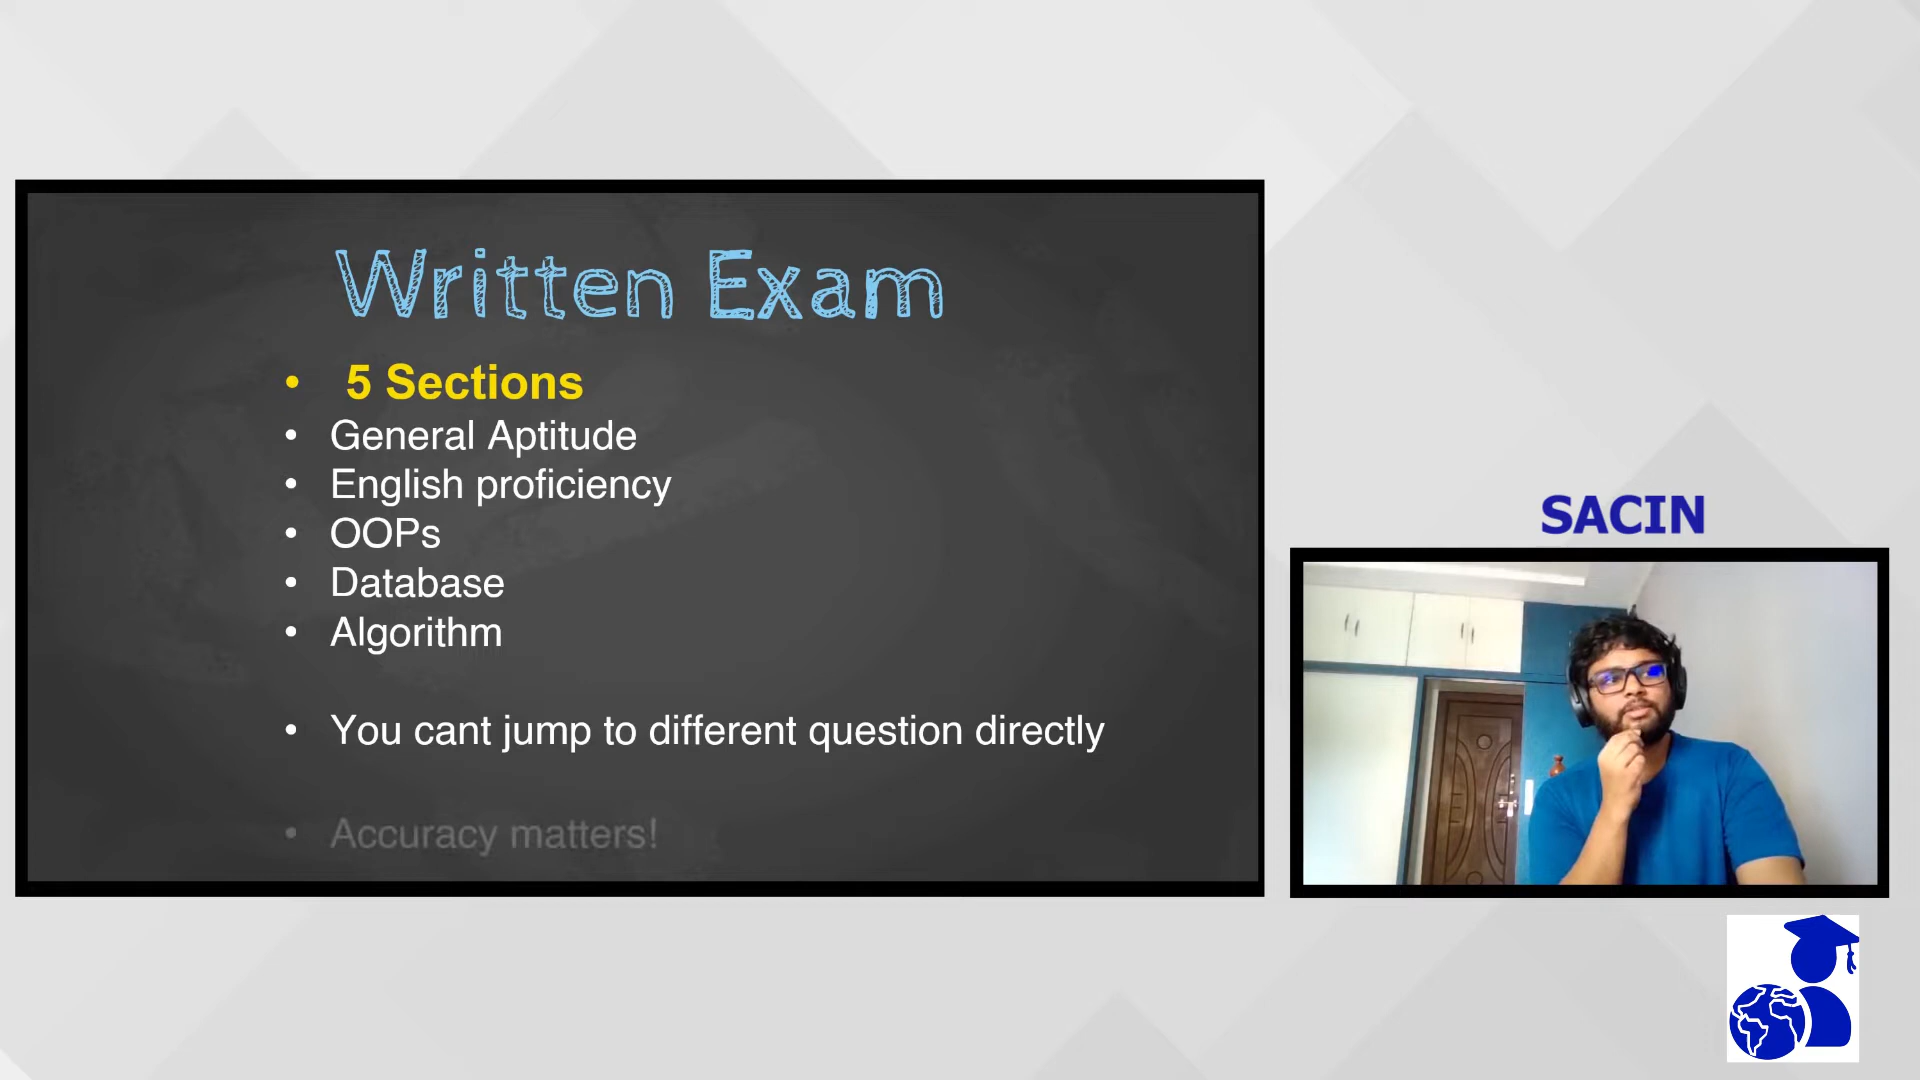 Written Exam
• 5 Sections
• General Aptitude
• English proficiency
• OOPs
• Database
• Algorithm
• You cant jump to different question directly
• Accuracy matters!
SACIN